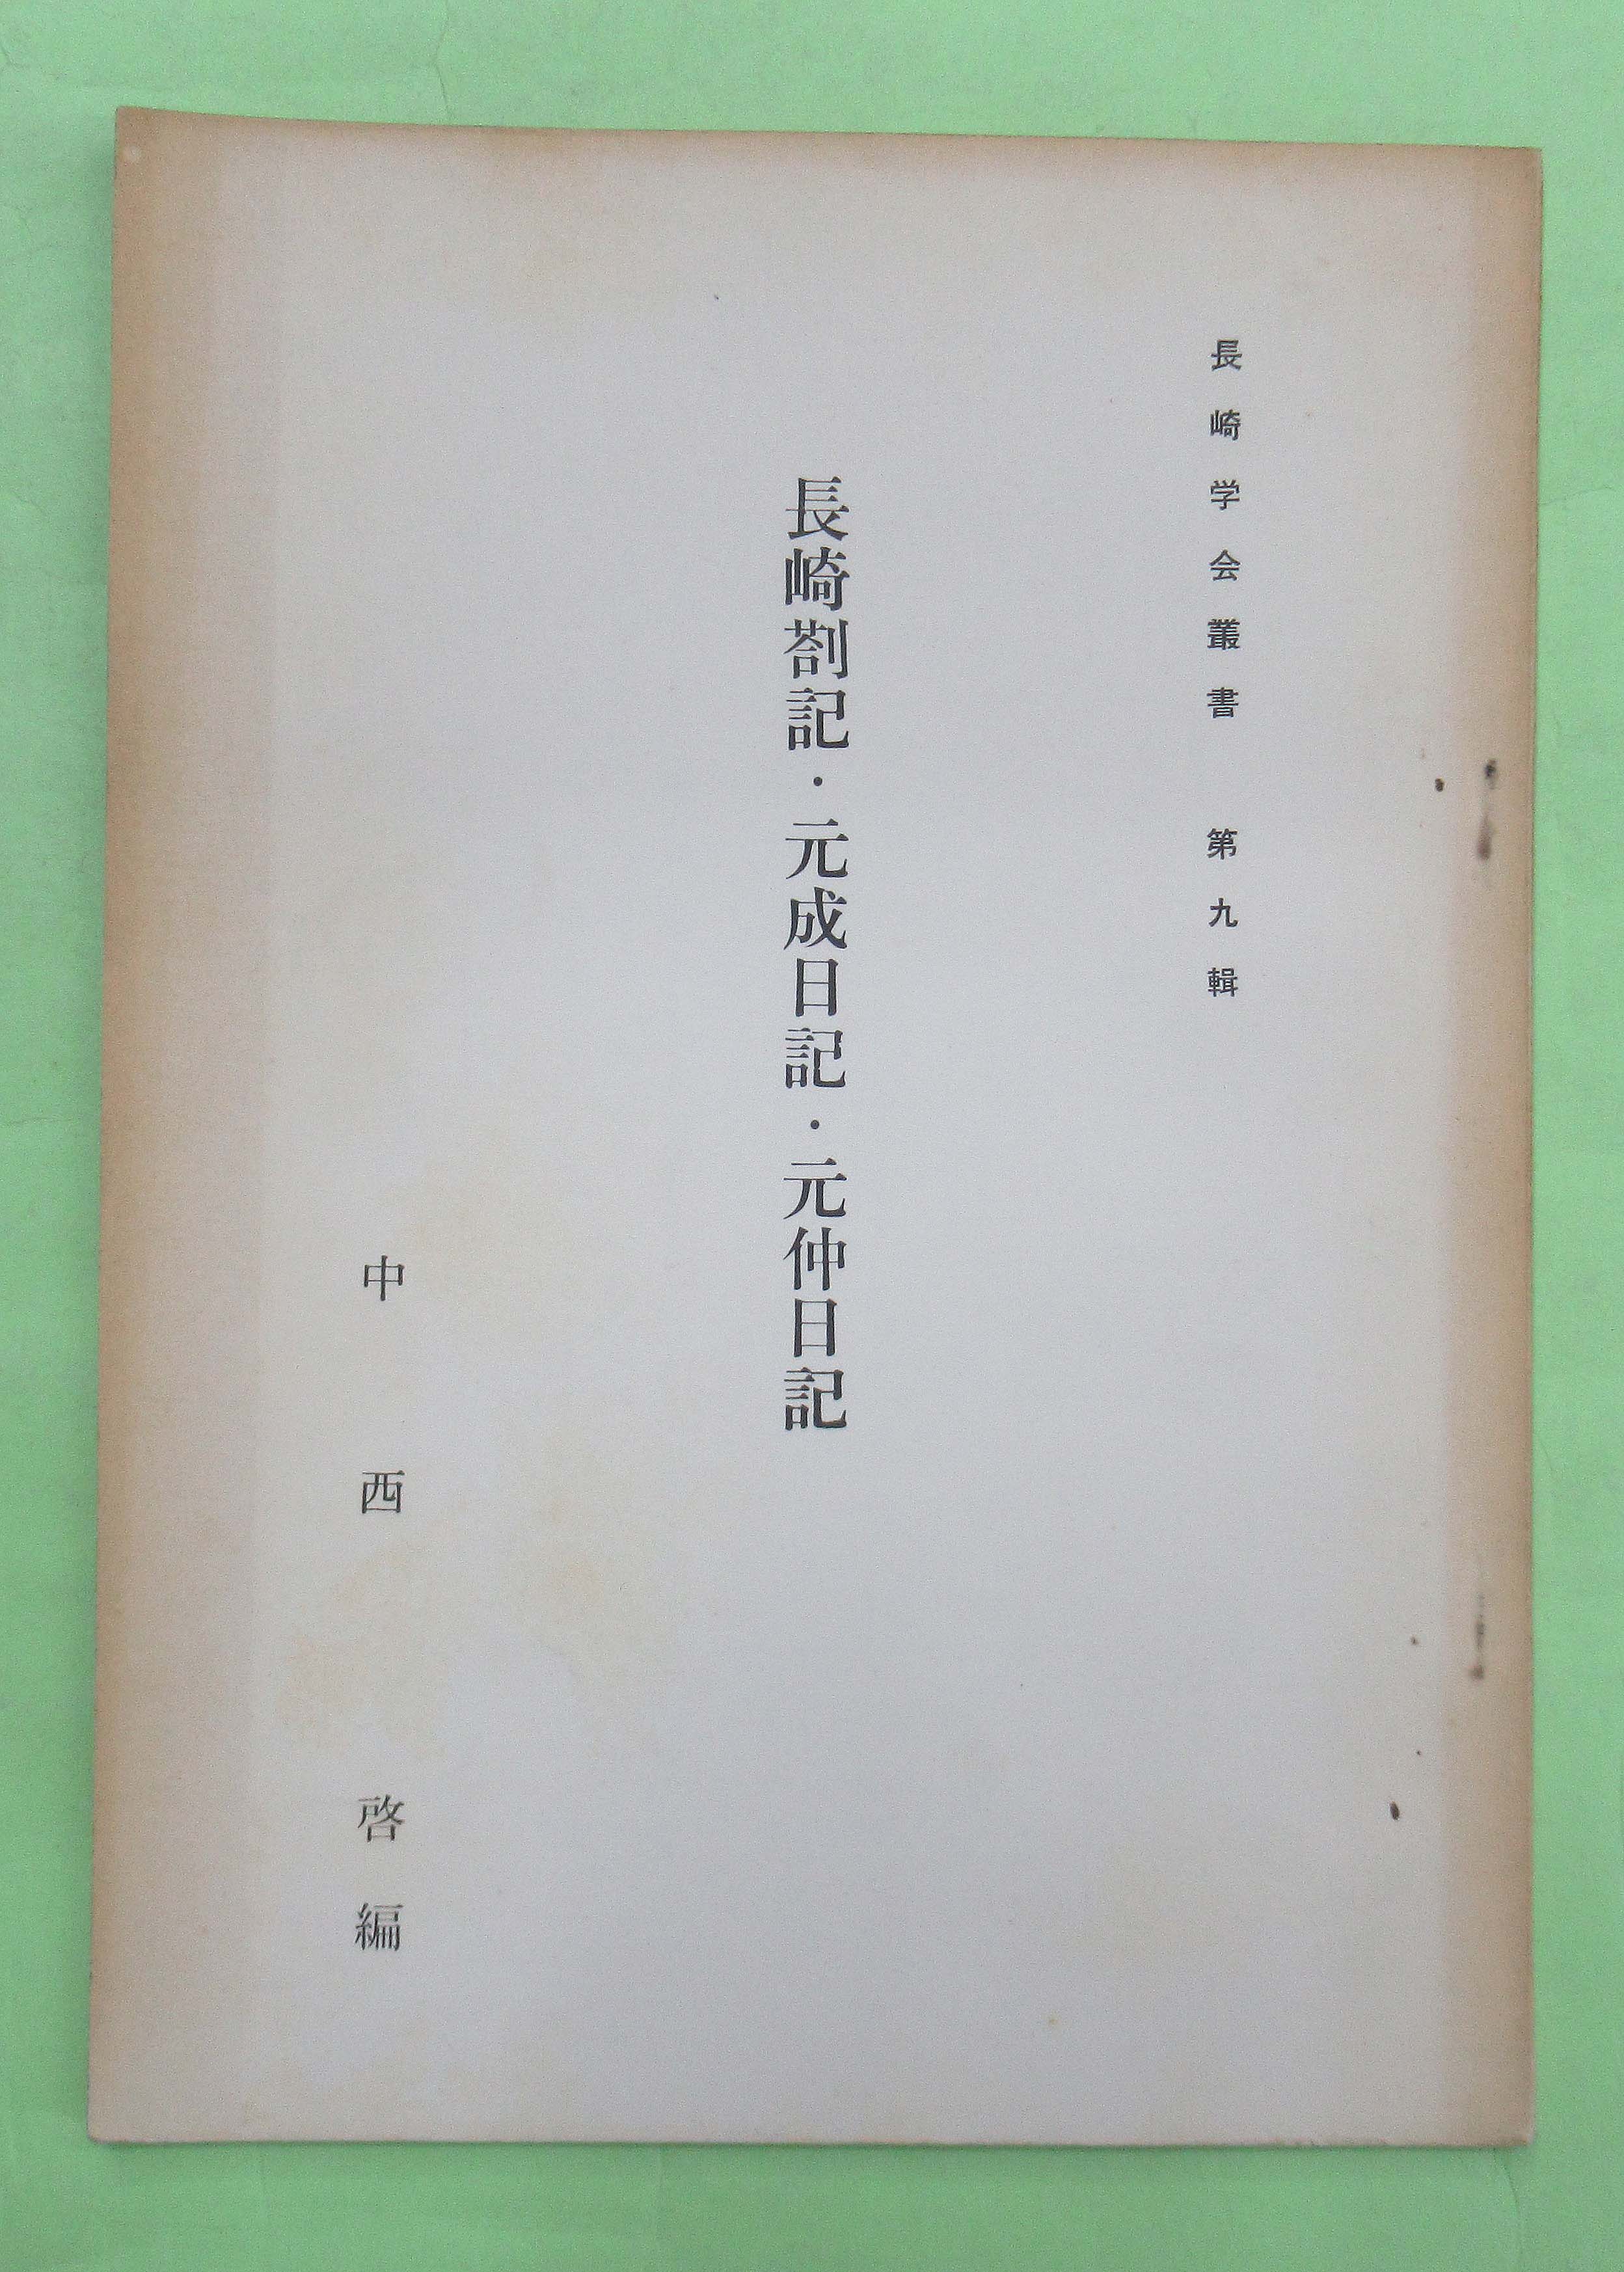 長崎学会叢書　第九輯
長崎剳記・元成日記・元仲日記
中西啓編